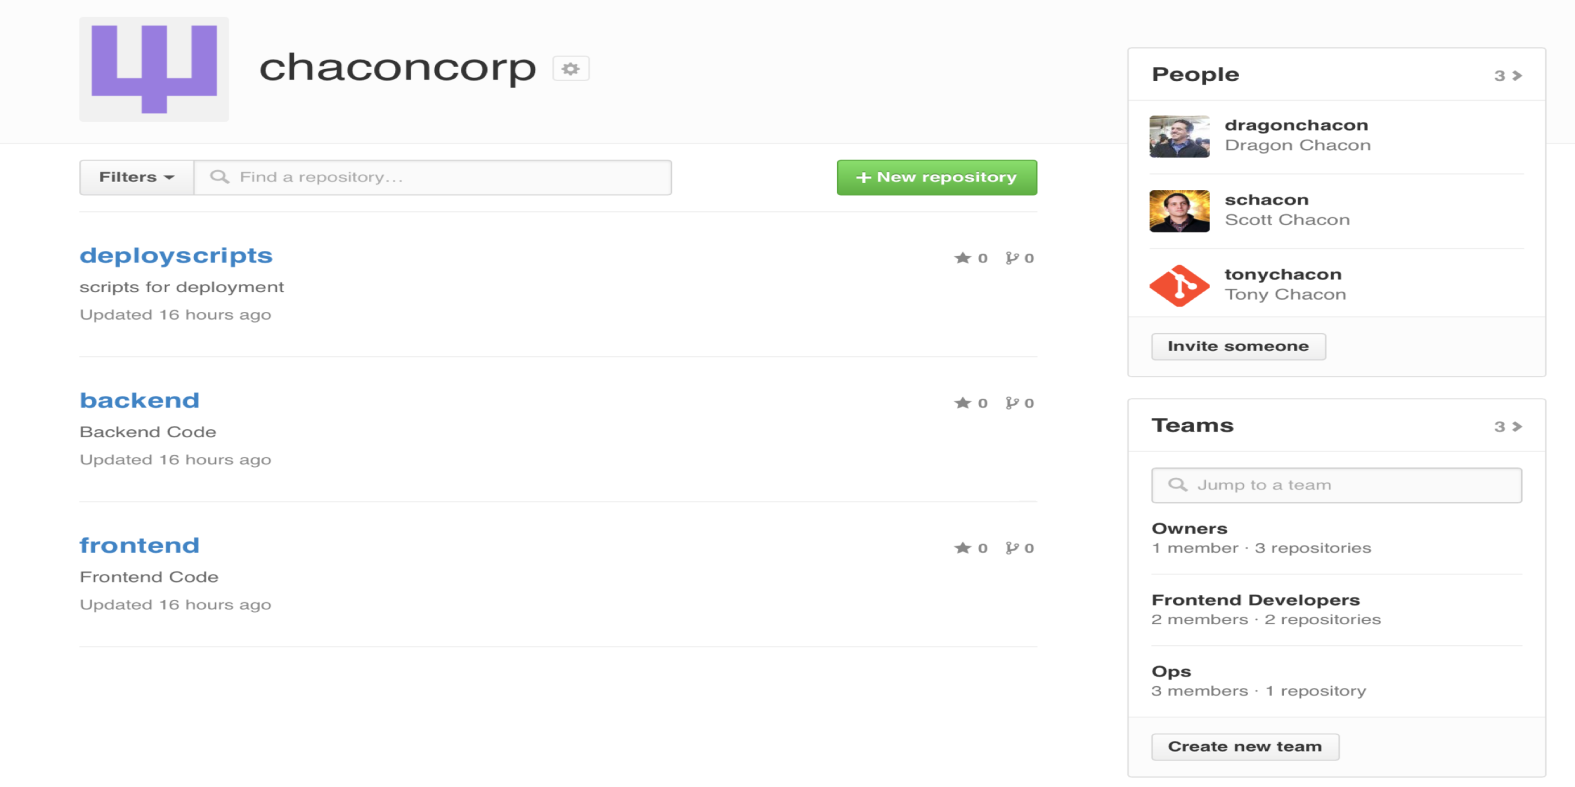 chaconcorp
Filters
Find a repository...
+ New repository
deployscripts
0 0
scripts for deployment
Updated 16 hours ago
backend
0 0
Backend Code
Updated 16 hours ago
frontend
0 0
Frontend Code
Updated 16 hours ago
People 3 >
dragonchacon
Dragon Chacon
schacon
Scott Chacon
tonychacon
Tony Chacon
Invite someone
Teams 3 >
Jump to a team
Owners
1 member · 3 repositories
Frontend Developers
2 members · 2 repositories
Ops
3 members · 1 repository
Create new team